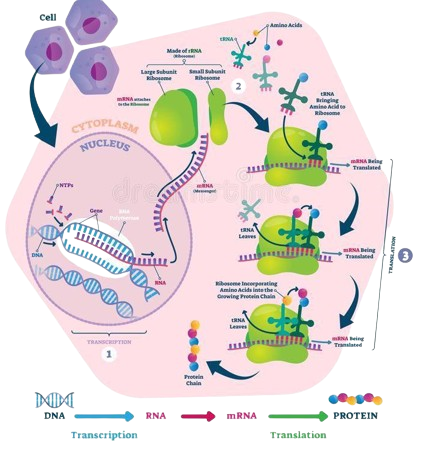 Cell
tRNA
Amino Acids
Made of tRNA
(Ribosome)
Large Subunit
Ribosome
Small Subunit
Ribosome
mRNA attaches
to the Ribosome
2
tRNA
Bringing
Amino Acid to
Ribosome
CYTOPLASM
NUCLEUS
mRNA Being
Translated
NTPs
Gene
RNA
mRNA
(Messenger)
DNA
RNA
tRNA
Leaves
mRNA Being
Translated
TRANSLATION
3
Ribosome Incorporating
Amino Acids into the
Growing Protein Chain
tRNA
Leaves
mRNA Being
Translated
TRANSCRIPTION
1
Protein
Chain
DNA
RNA
mRNA
PROTEIN
Transcription
Translation